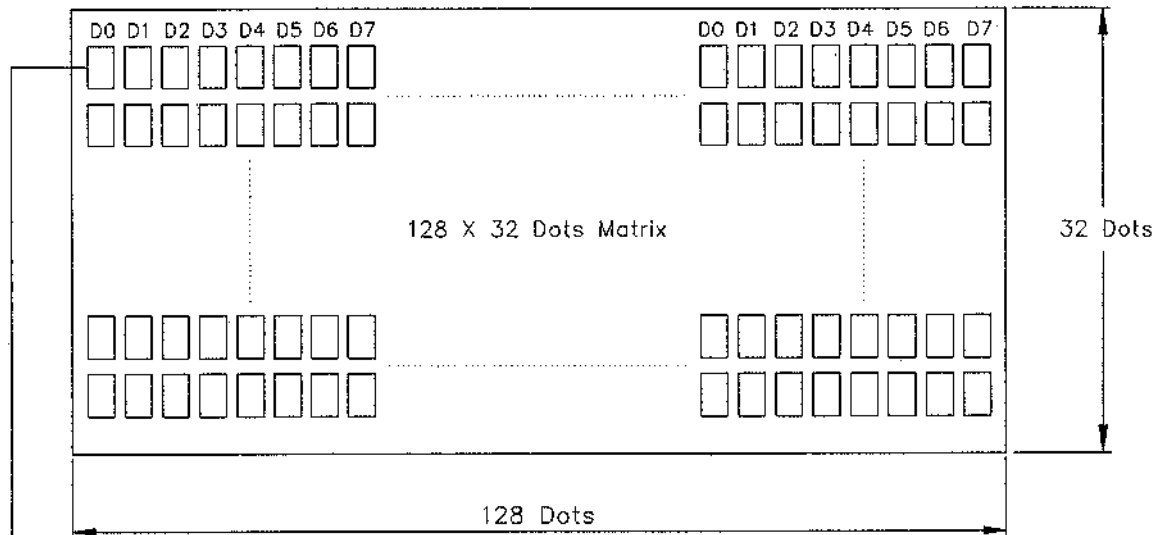 D0 D1 D2 D3 D4 D5 D6 D7 D0 D1 D2 D3 D4 D5 D6 D7
128 X 32 Dots Matrix
32 Dots
128 Dots